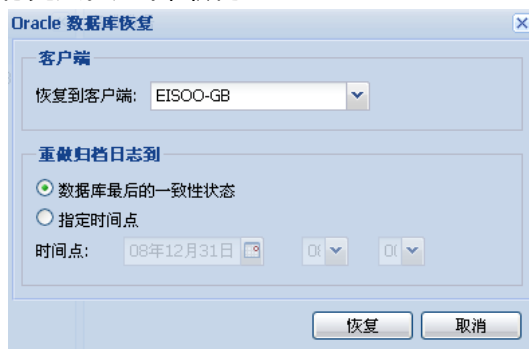 Oracle 数据库恢复
客户端
恢复到客户端: EISOO-GB
重做归档日志到
数据库最后的一致性状态
指定时间点
时间点: 08年12月31日
恢复 取消